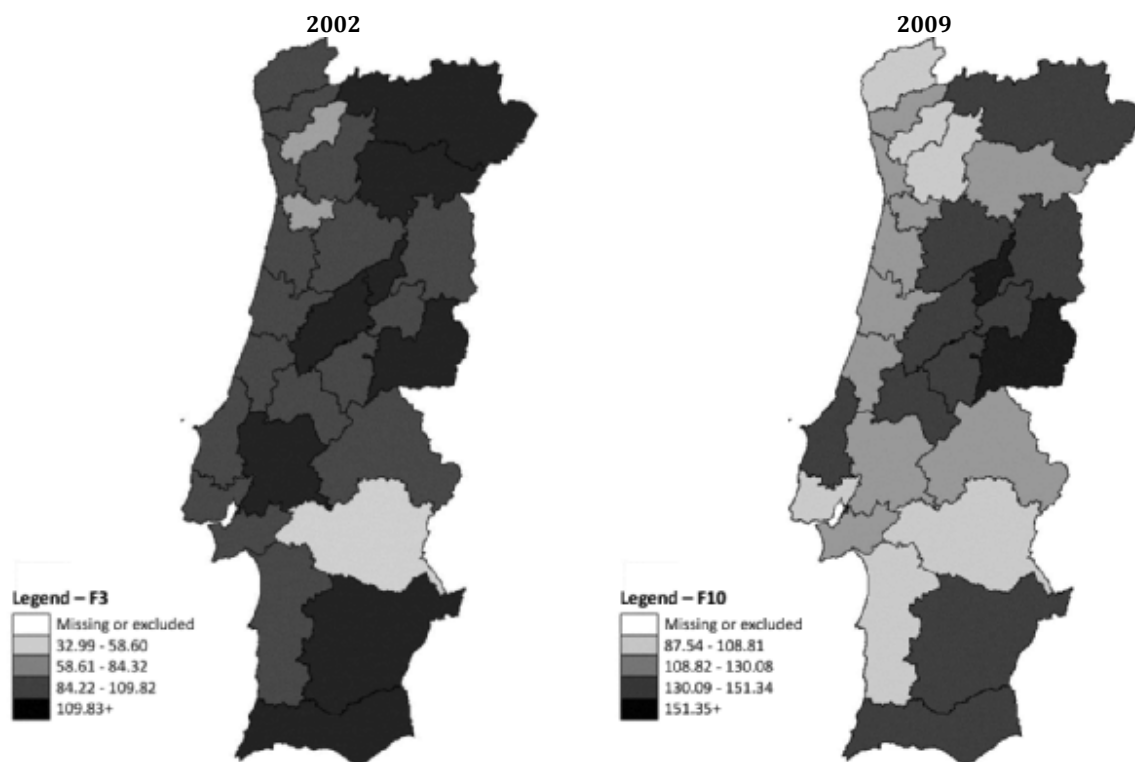 2002
2009
Legend – F3
Missing or excluded
32.99 - 58.60
58.61 - 84.32
84.22 - 109.82
109.83+
Legend – F10
Missing or excluded
87.54 - 108.81
108.82 - 130.08
130.09 - 151.34
151.35+